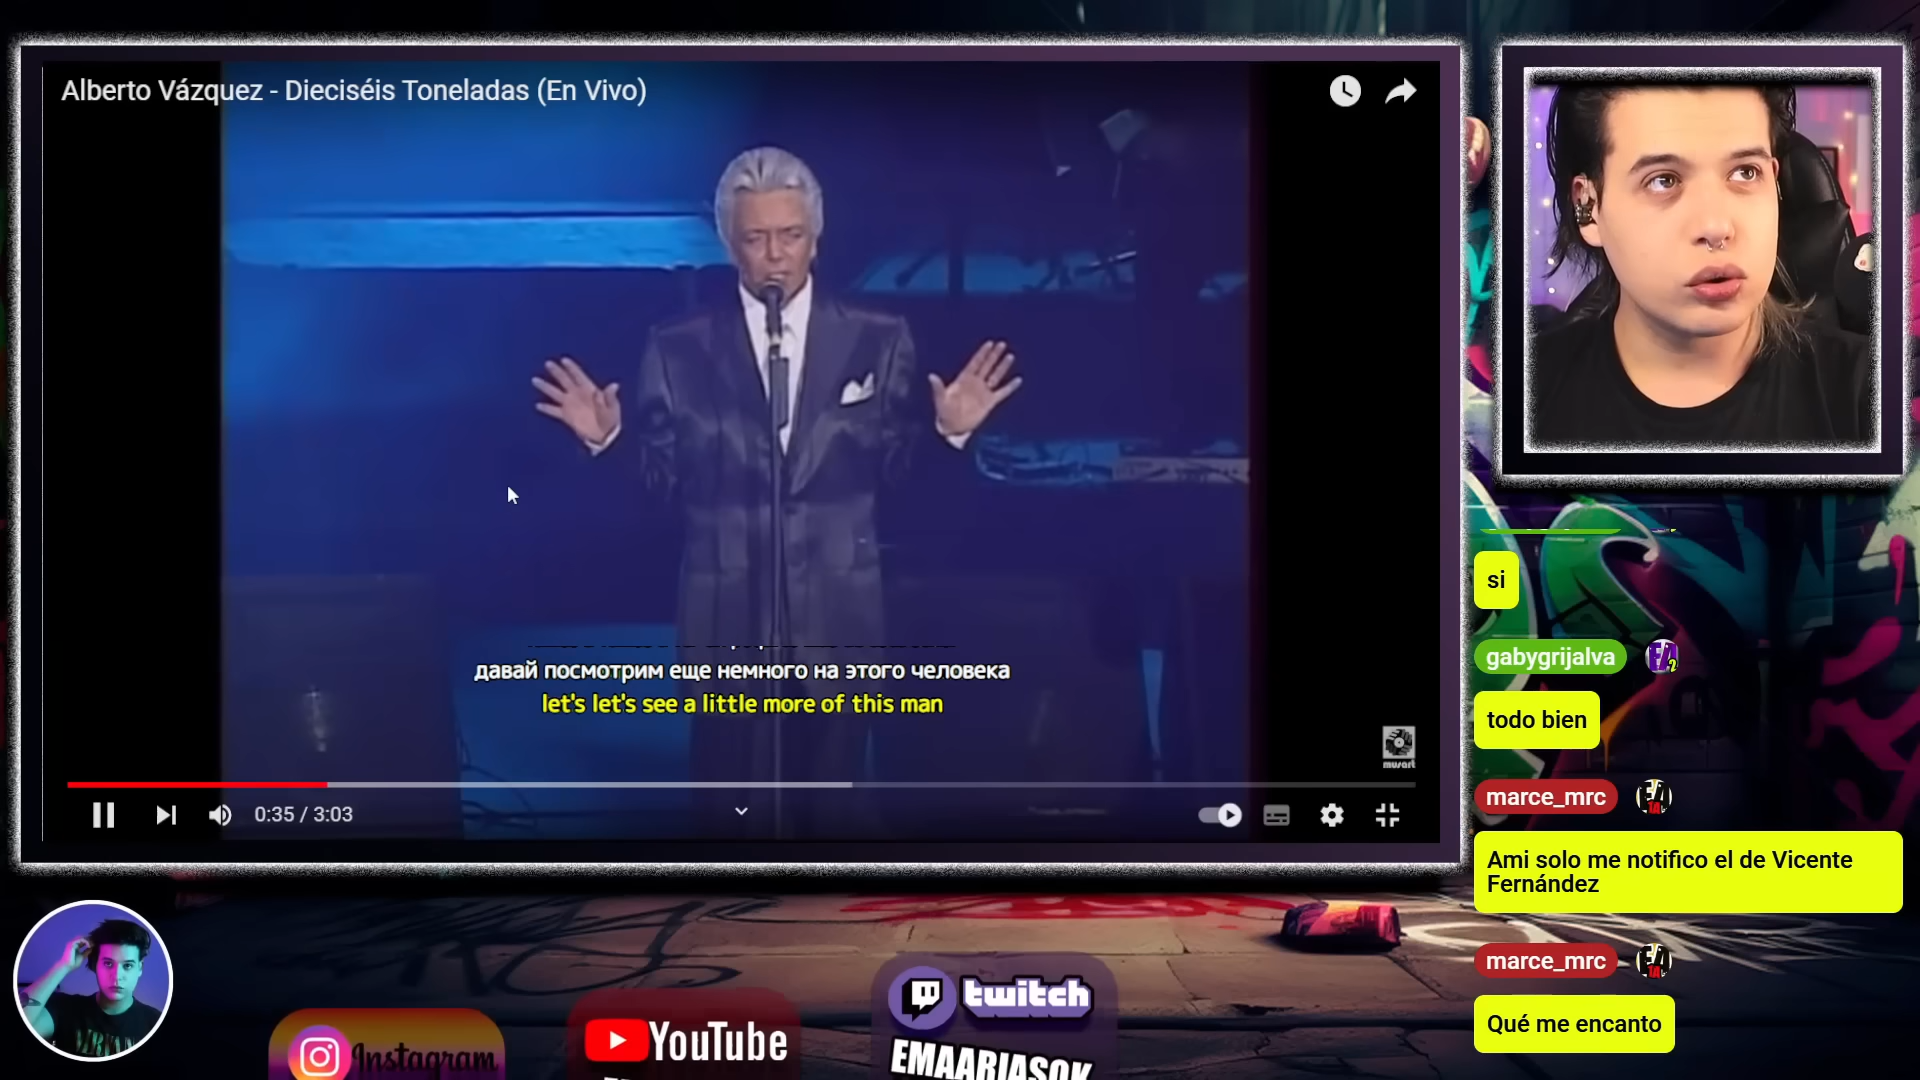 Alberto Vázquez - Dieciséis Toneladas (En Vivo)
давай посмотрим еще немного на этого человека
let's let's see a little more of this man
musart
0:35 / 3:03
si
gabygrijalva
todo bien
marce_mrc
Ami solo me notifico el de Vicente
Fernández
marce_mrc
Qué me encanto
Instagram
YouTube
twitch
EMAARIASOK